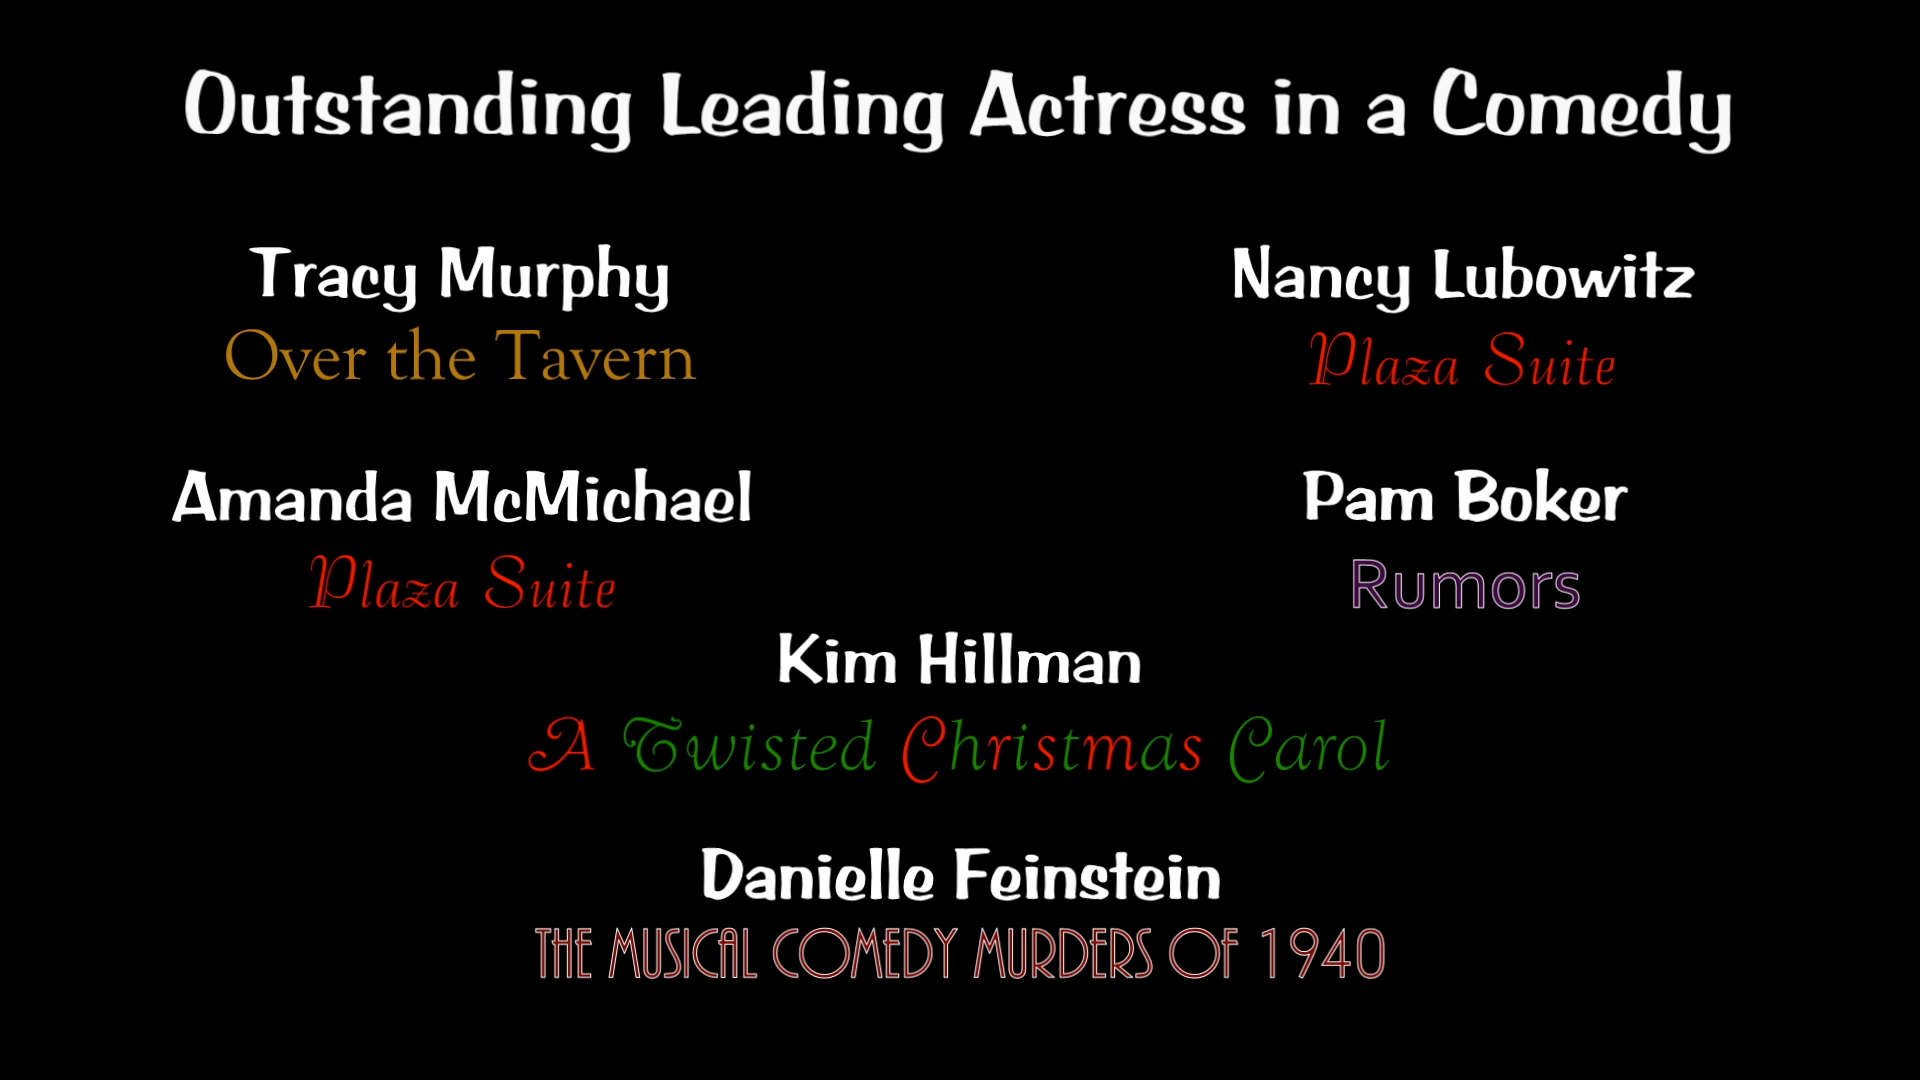 Outstanding Leading Actress in a Comedy
Tracy Murphy
Over the Tavern
Nancy Lubowitz
Plaza Suite
Amanda McMichael
Plaza Suite
Pam Boker
Rumors
Kim Hillman
A Twisted Christmas Carol
Danielle Feinstein
THE MUSICAL COMEDY MURDERS OF 1940